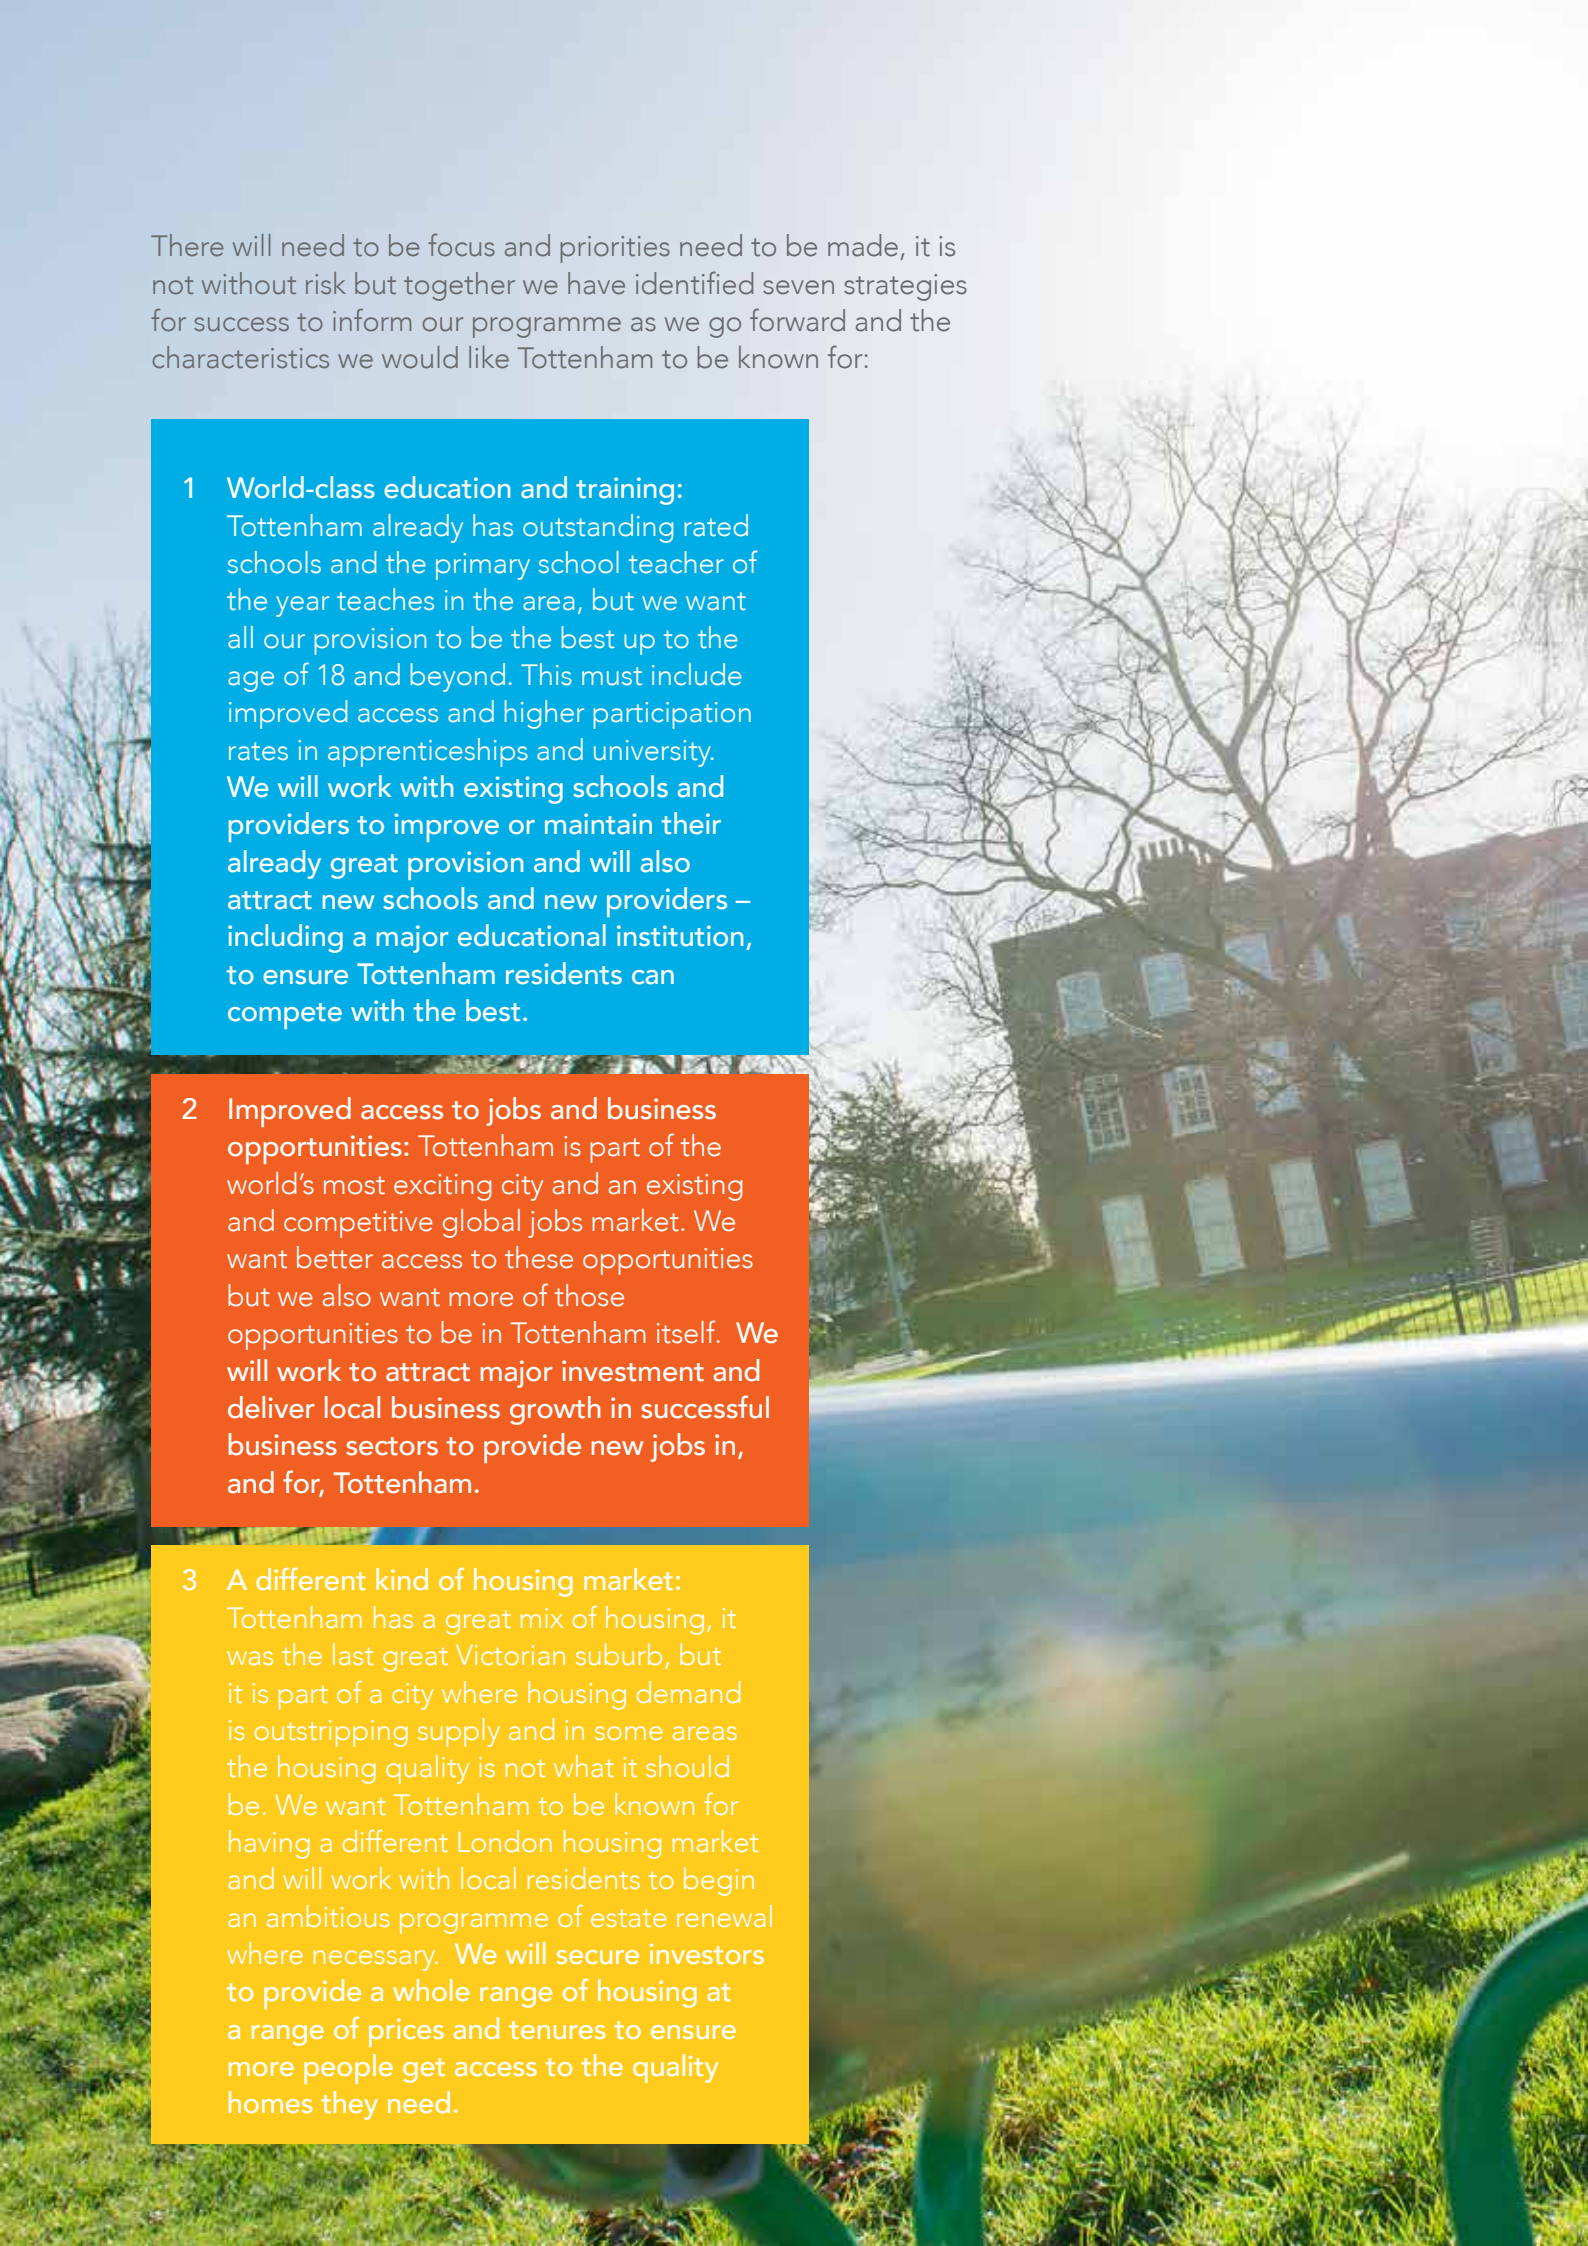 There will need to be focus and priorities need to be made, it is
not without risk but together we have identified seven strategies
for success to inform our programme as we go forward and the
characteristics we would like Tottenham to be known for:
1 World-class education and training:
Tottenham already has outstanding rated
schools and the primary school teacher of
the year teaches in the area, but we want
all our provision to be the best up to the
age of 18 and beyond. This must include
improved access and higher participation
rates in apprenticeships and university.
We will work with existing schools and
providers to improve or maintain their
already great provision and will also
attract new schools and new providers –
including a major educational institution,
to ensure Tottenham residents can
compete with the best.
2 Improved access to jobs and business
opportunities: Tottenham is part of the
world’s most exciting city and an existing
and competitive global jobs market. We
want better access to these opportunities
but we also want more of those
opportunities to be in Tottenham itself. We
will work to attract major investment and
deliver local business growth in successful
business sectors to provide new jobs in,
and for, Tottenham.
3 A different kind of housing market:
Tottenham has a great mix of housing, it
was the last great Victorian suburb, but
it is part of a city where housing demand
is outstripping supply and in some areas
the housing quality is not what it should
be. We want Tottenham to be known for
having a different London housing market
and will work with local residents to begin
an ambitious programme of estate renewal
where necessary. We will secure investors
to provide a whole range of housing at
a range of prices and tenures to ensure
more people get access to the quality
homes they need.